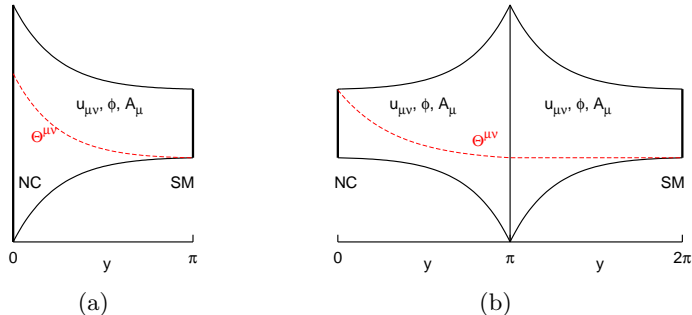 u_{μν}, ϕ, A_μ
Θ^{μν}
NC
SM
0
y
π
(a)
u_{μν}, ϕ, A_μ
u_{μν}, ϕ, A_μ
Θ^{μν}
NC
SM
0
y
π
y
2π
(b)